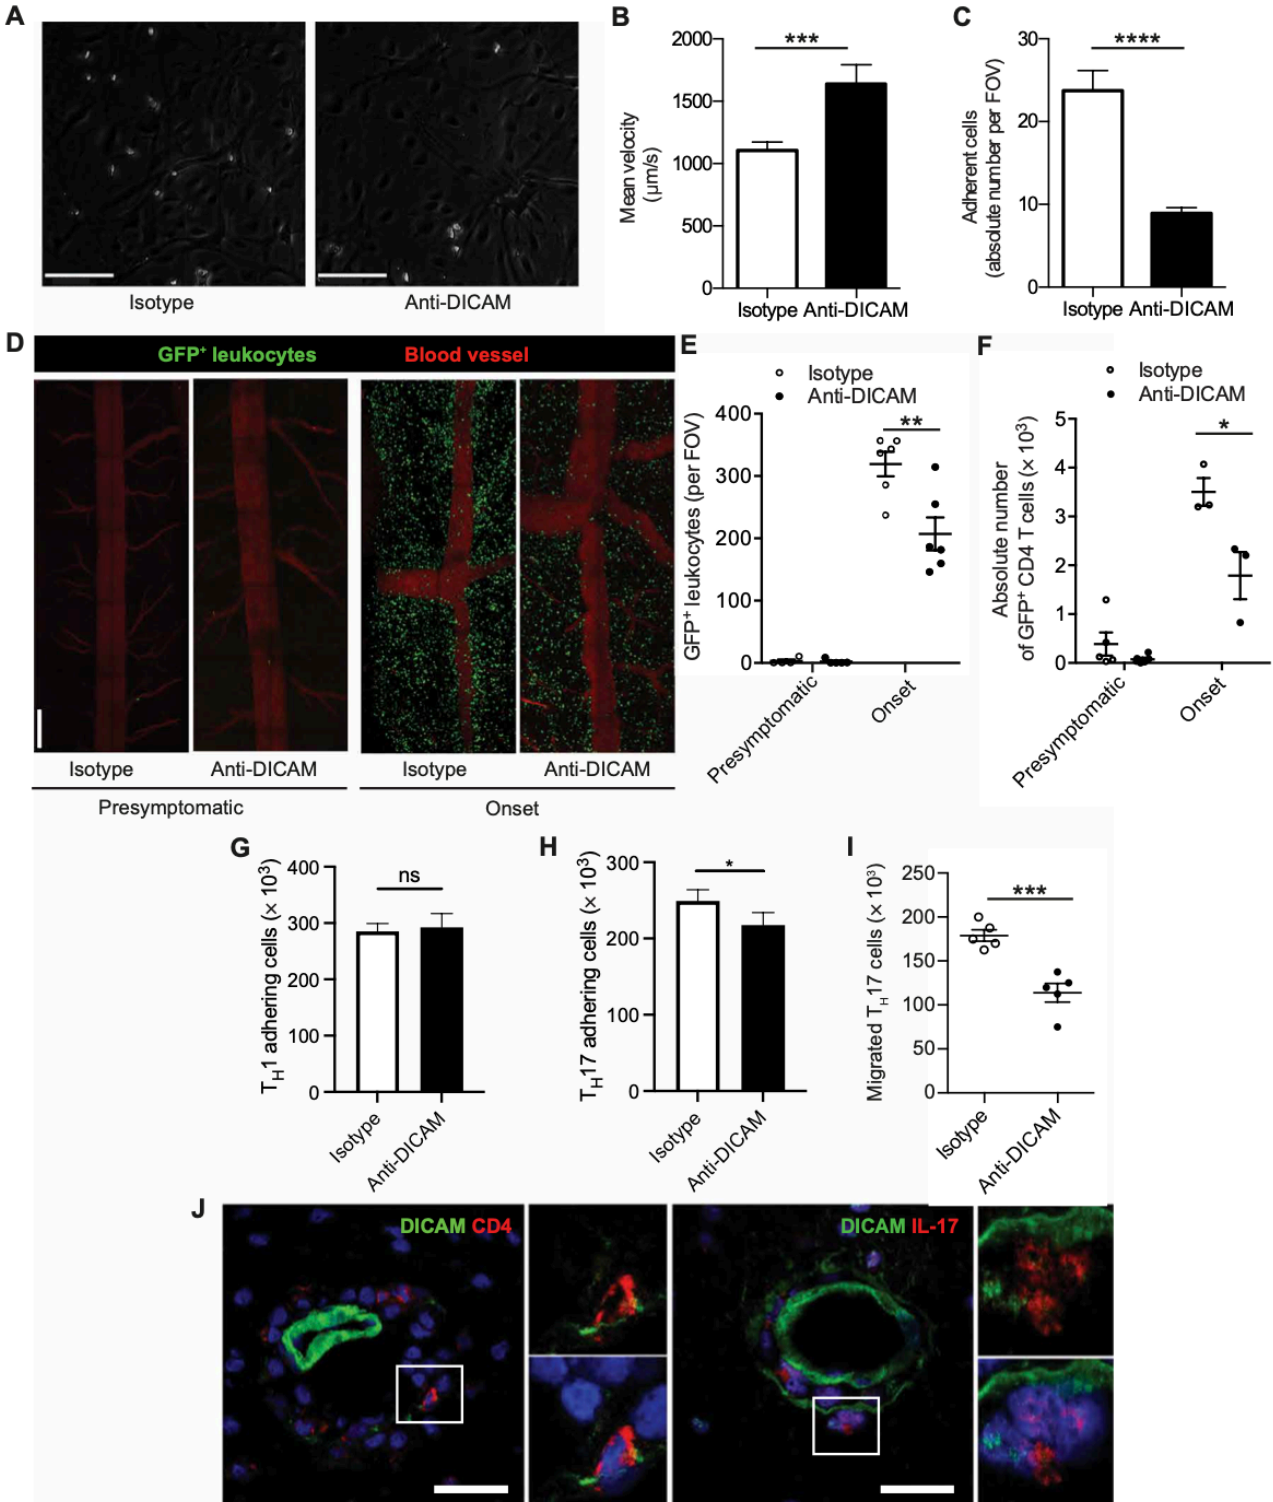 A
Isotype
Anti-DICAM
B
Mean velocity
(μm/s)
2000
1500
1000
500
0
***
Isotype Anti-DICAM
C
Adherent cells
(absolute number per FOV)
30
20
10
0
****
Isotype Anti-DICAM
D
GFP+ leukocytes
Blood vessel
Isotype
Anti-DICAM
Isotype
Anti-DICAM
Presymptomatic
Onset
E
Isotype
Anti-DICAM
GFP+ leukocytes (per FOV)
400
300
200
100
0
**
Presymptomatic
Onset
F
Isotype
Anti-DICAM
Absolute number
of GFP+ CD4 T cells (× 10³)
5
4
3
2
1
0
*
Presymptomatic
Onset
G
TH1 adhering cells (× 10³)
400
300
200
100
0
ns
Isotype
Anti-DICAM
H
TH17 adhering cells (× 10³)
300
200
100
0
*
Isotype
Anti-DICAM
I
Migrated TH17 cells (× 10³)
250
200
150
100
50
0
***
Isotype
Anti-DICAM
J
DICAM CD4
DICAM IL-17